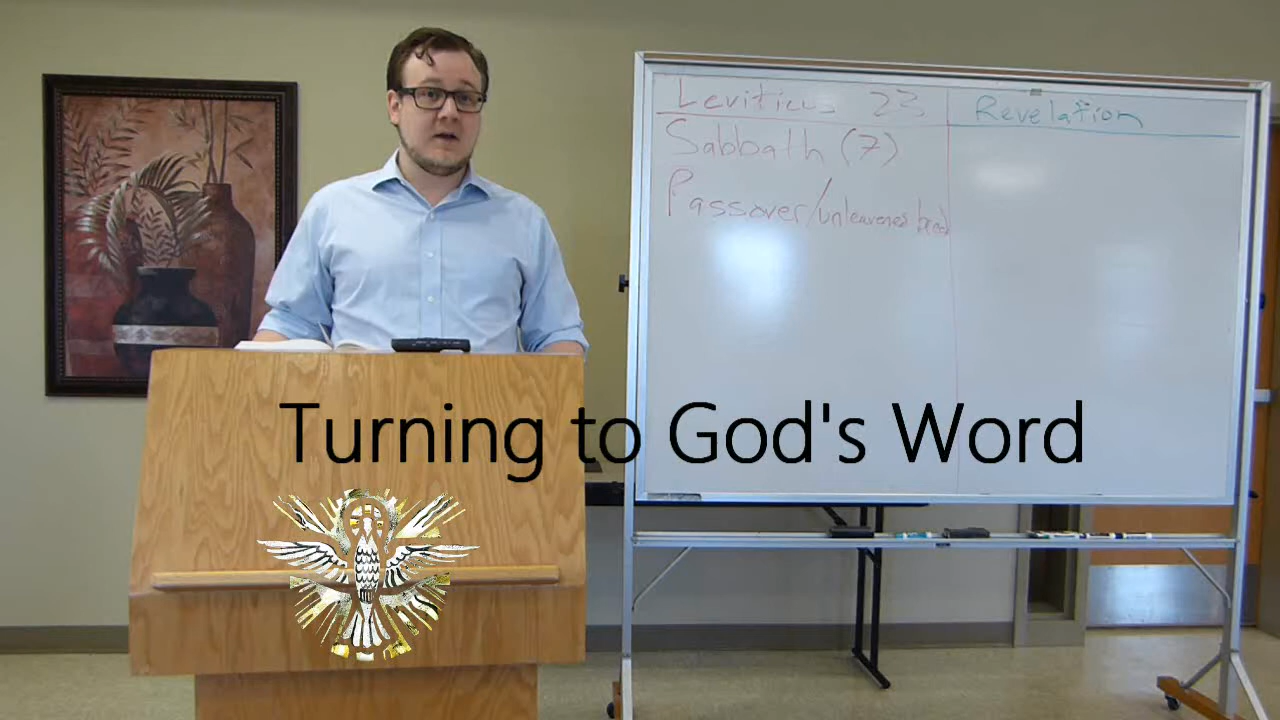 Leviticus 23
Revelation
Sabbath (7)
Passover/unleavened bread
Turning to God's Word